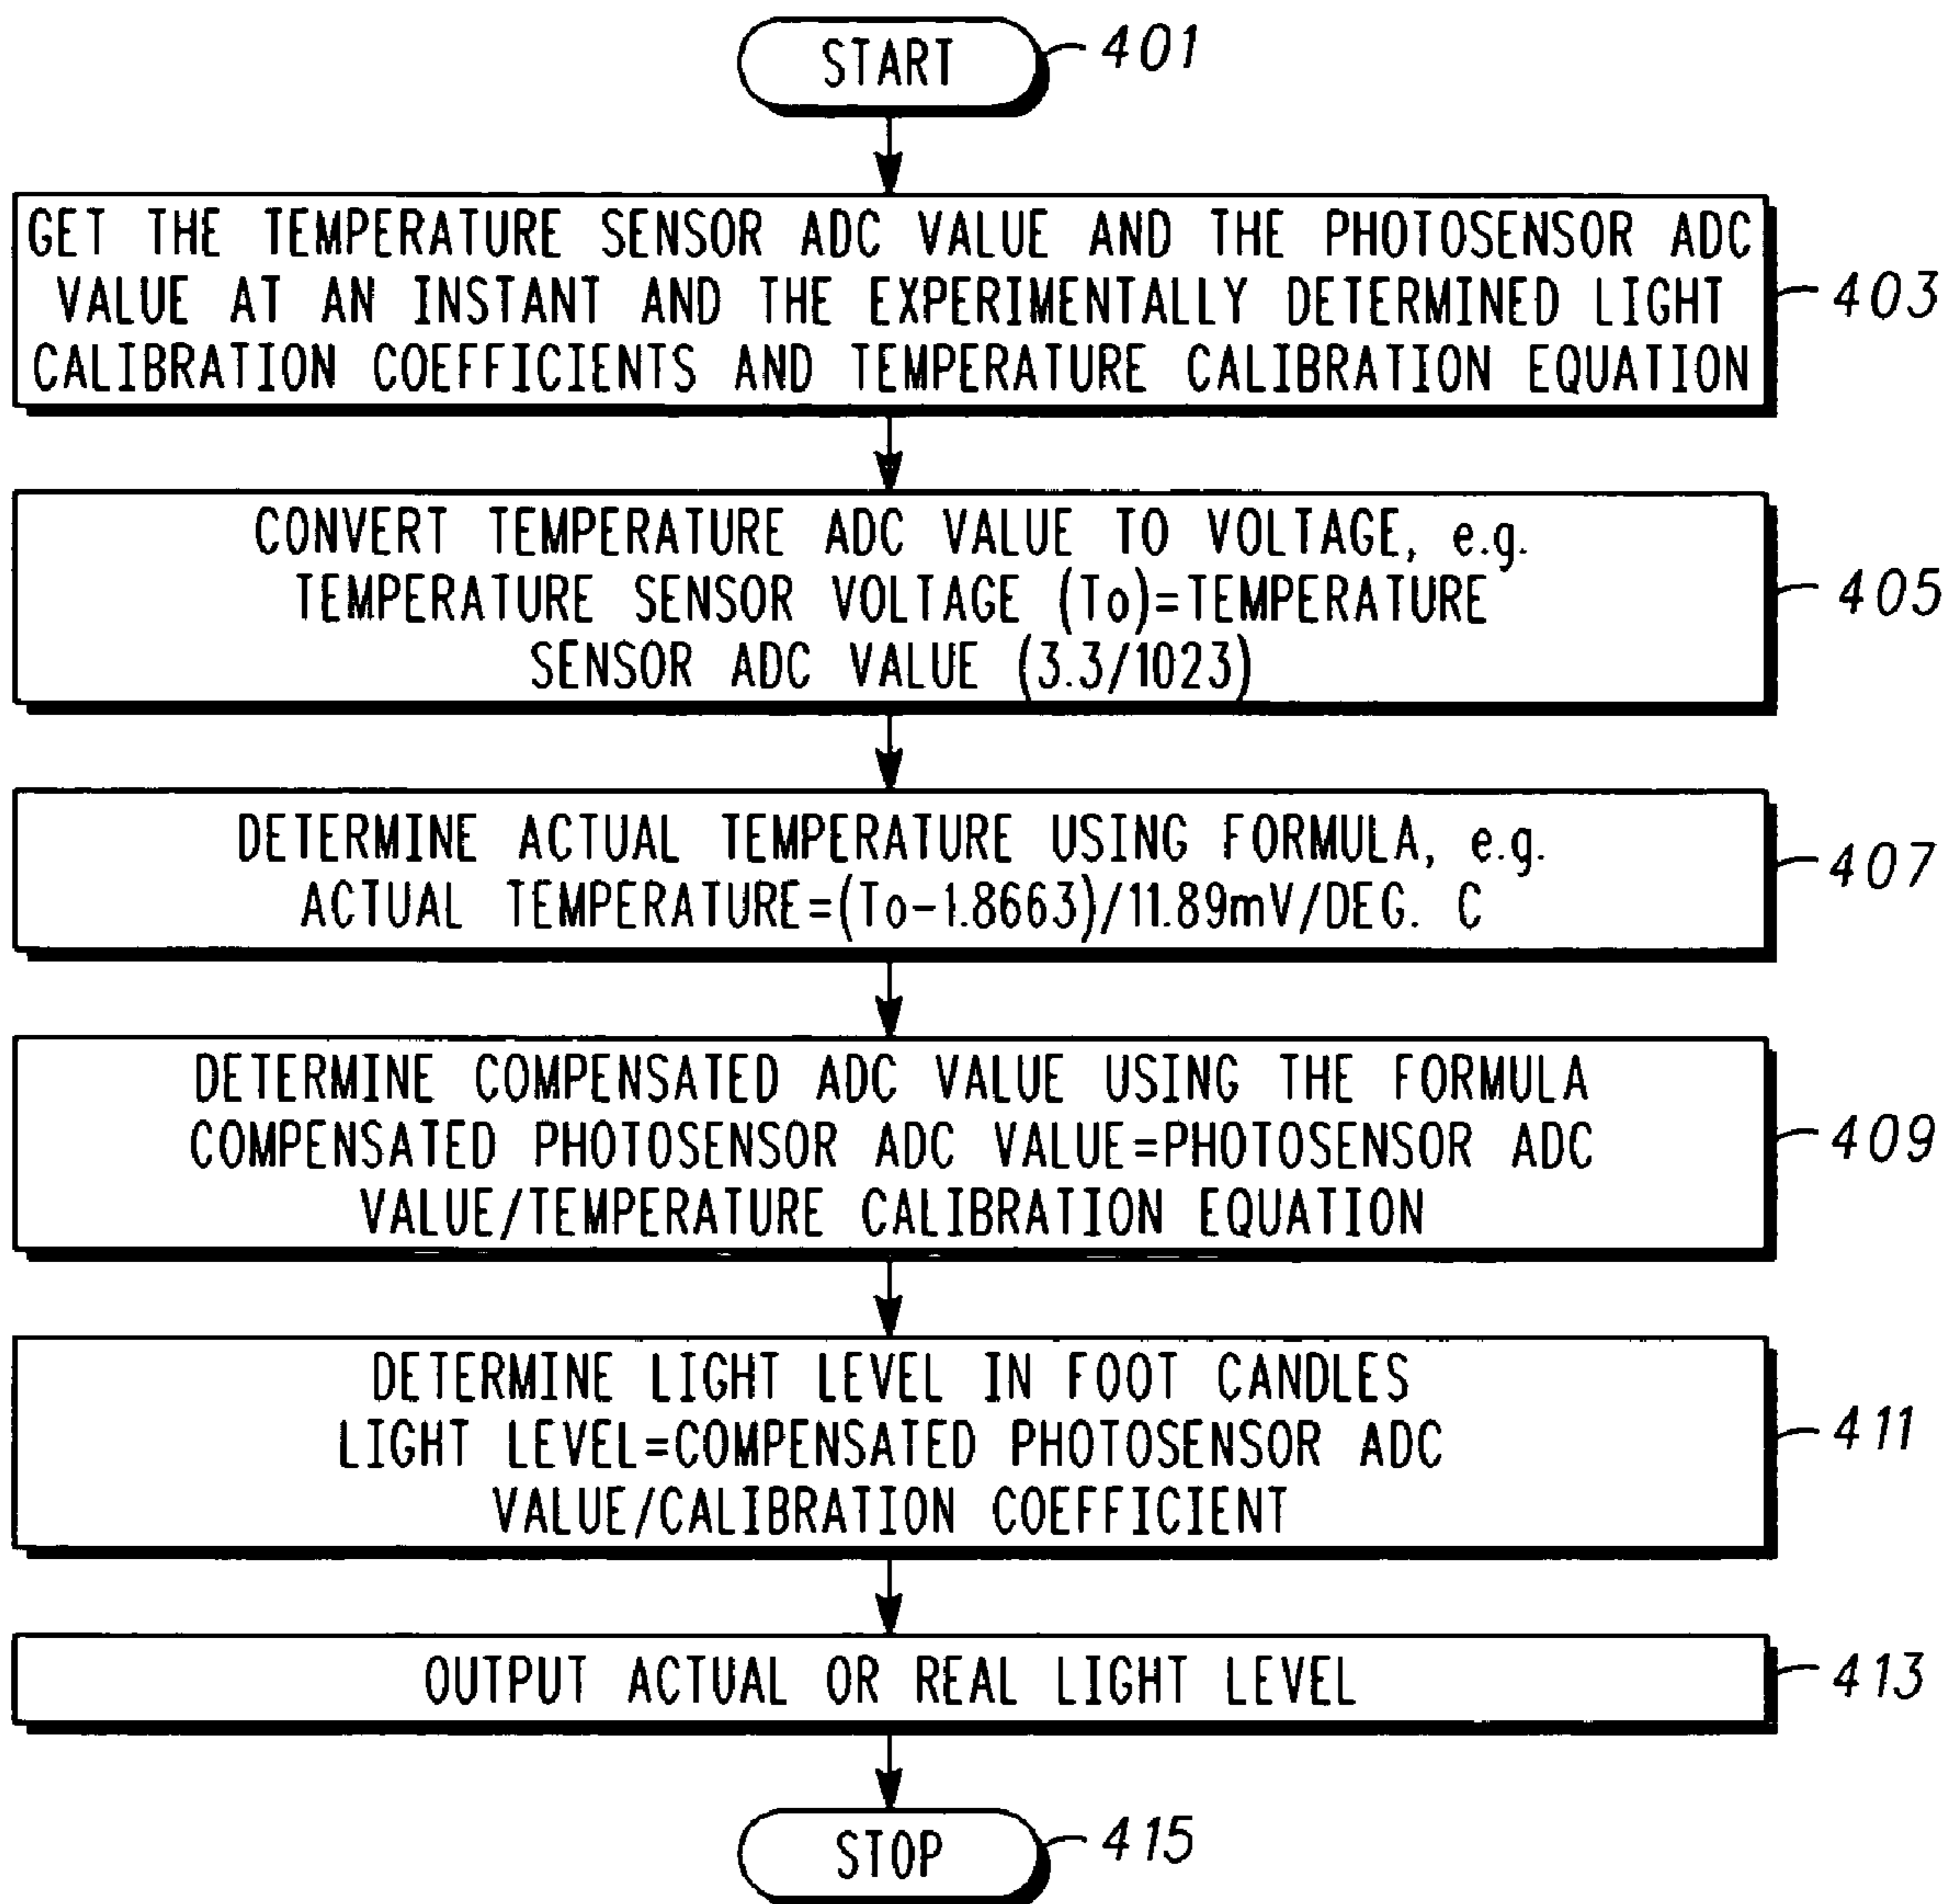 START
401
GET THE TEMPERATURE SENSOR ADC VALUE AND THE PHOTOSENSOR ADC
VALUE AT AN INSTANT AND THE EXPERIMENTALLY DETERMINED LIGHT
CALIBRATION COEFFICIENTS AND TEMPERATURE CALIBRATION EQUATION
403
CONVERT TEMPERATURE ADC VALUE TO VOLTAGE, e.g.
TEMPERATURE SENSOR VOLTAGE (To)=TEMPERATURE
SENSOR ADC VALUE (3.3/1023)
405
DETERMINE ACTUAL TEMPERATURE USING FORMULA, e.g.
ACTUAL TEMPERATURE=(To-1.8663)/11.89mV/DEG. C
407
DETERMINE COMPENSATED ADC VALUE USING THE FORMULA
COMPENSATED PHOTOSENSOR ADC VALUE=PHOTOSENSOR ADC
VALUE/TEMPERATURE CALIBRATION EQUATION
409
DETERMINE LIGHT LEVEL IN FOOT CANDLES
LIGHT LEVEL=COMPENSATED PHOTOSENSOR ADC
VALUE/CALIBRATION COEFFICIENT
411
OUTPUT ACTUAL OR REAL LIGHT LEVEL
413
STOP
415